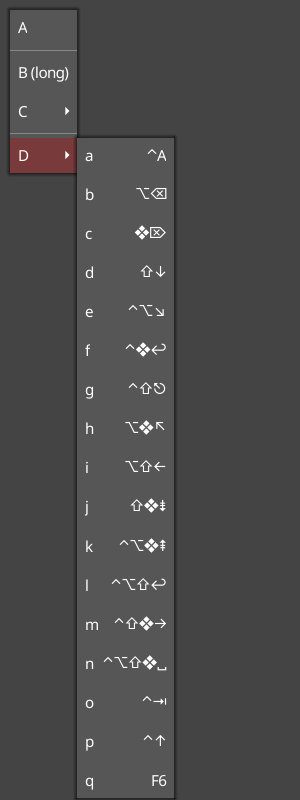 A
B (long)
C
D
a ^A
b ⌥⌫
c ❖⌦
d ⇧↓
e ^⌥↘
f ^❖↩
g ^⇧⎋
h ⌥❖↖
i ⌥⇧←
j ⇧❖⇟
k ^⌥❖⇞
l ^⌥⇧↩
m ^⇧❖→
n ^⌥⇧❖␣
o ^⇥
p ^↑
q F6